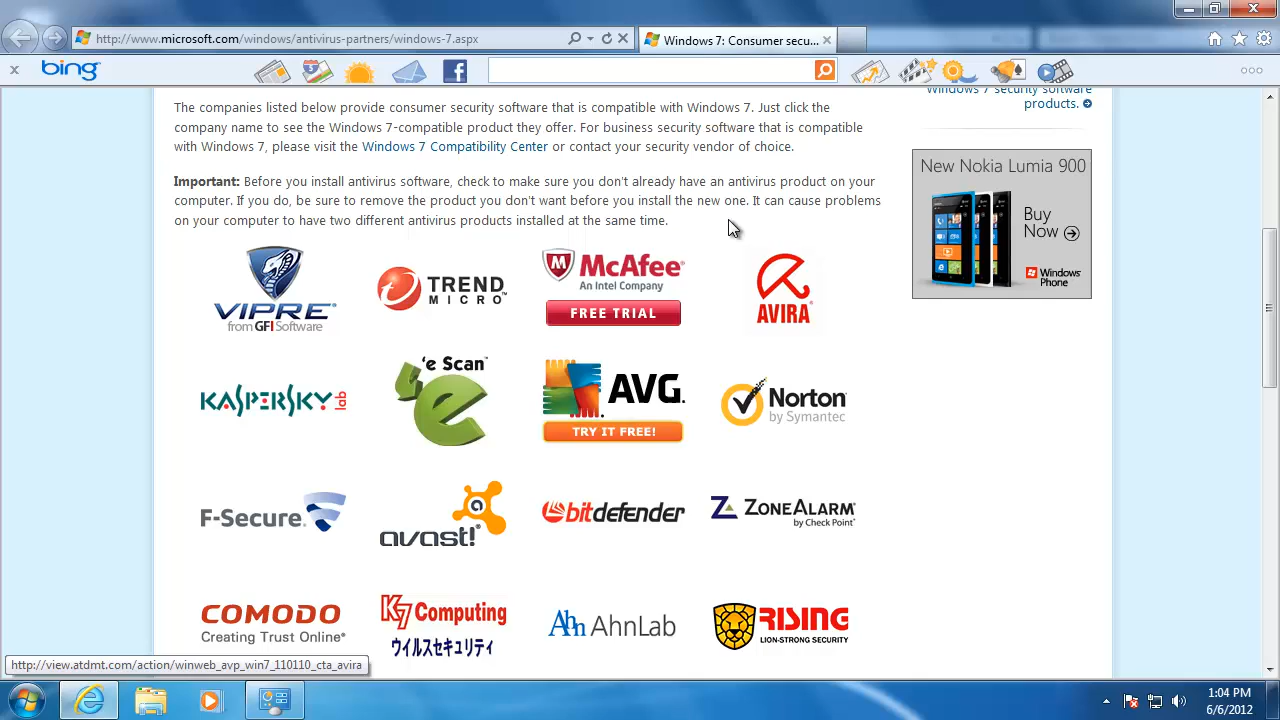 http://www.microsoft.com/windows/antivirus-partners/windows-7.aspx
Windows 7: Consumer secu...
bing
The companies listed below provide consumer security software that is compatible with Windows 7. Just click the
company name to see the Windows 7-compatible product they offer. For business security software that is compatible
with Windows 7, please visit the Windows 7 Compatibility Center or contact your security vendor of choice.
Important: Before you install antivirus software, check to make sure you don't already have an antivirus product on your
computer. If you do, be sure to remove the product you don't want before you install the new one. It can cause problems
on your computer to have two different antivirus products installed at the same time.
Windows 7 security software
products.
New Nokia Lumia 900
Buy
Now
Windows
Phone
VIPRE
from GFI Software
TREND
MICRO
McAfee
An Intel Company
FREE TRIAL
AVIRA
KASPERSKY lab
'e Scan™
e
AVG.
TRY IT FREE!
Norton
by Symantec
F-Secure.
a
avast!
bitdefender
Z ZONEALARM
by Check Point
COMODO
Creating Trust Online®
K7 Computing
ウイルスセキュリティ
Ahn AhnLab
RISING
LION-STRONG SECURITY
http://view.atdmt.com/action/winweb_avp_win7_110110_cta_avira
1:04 PM
6/6/2012